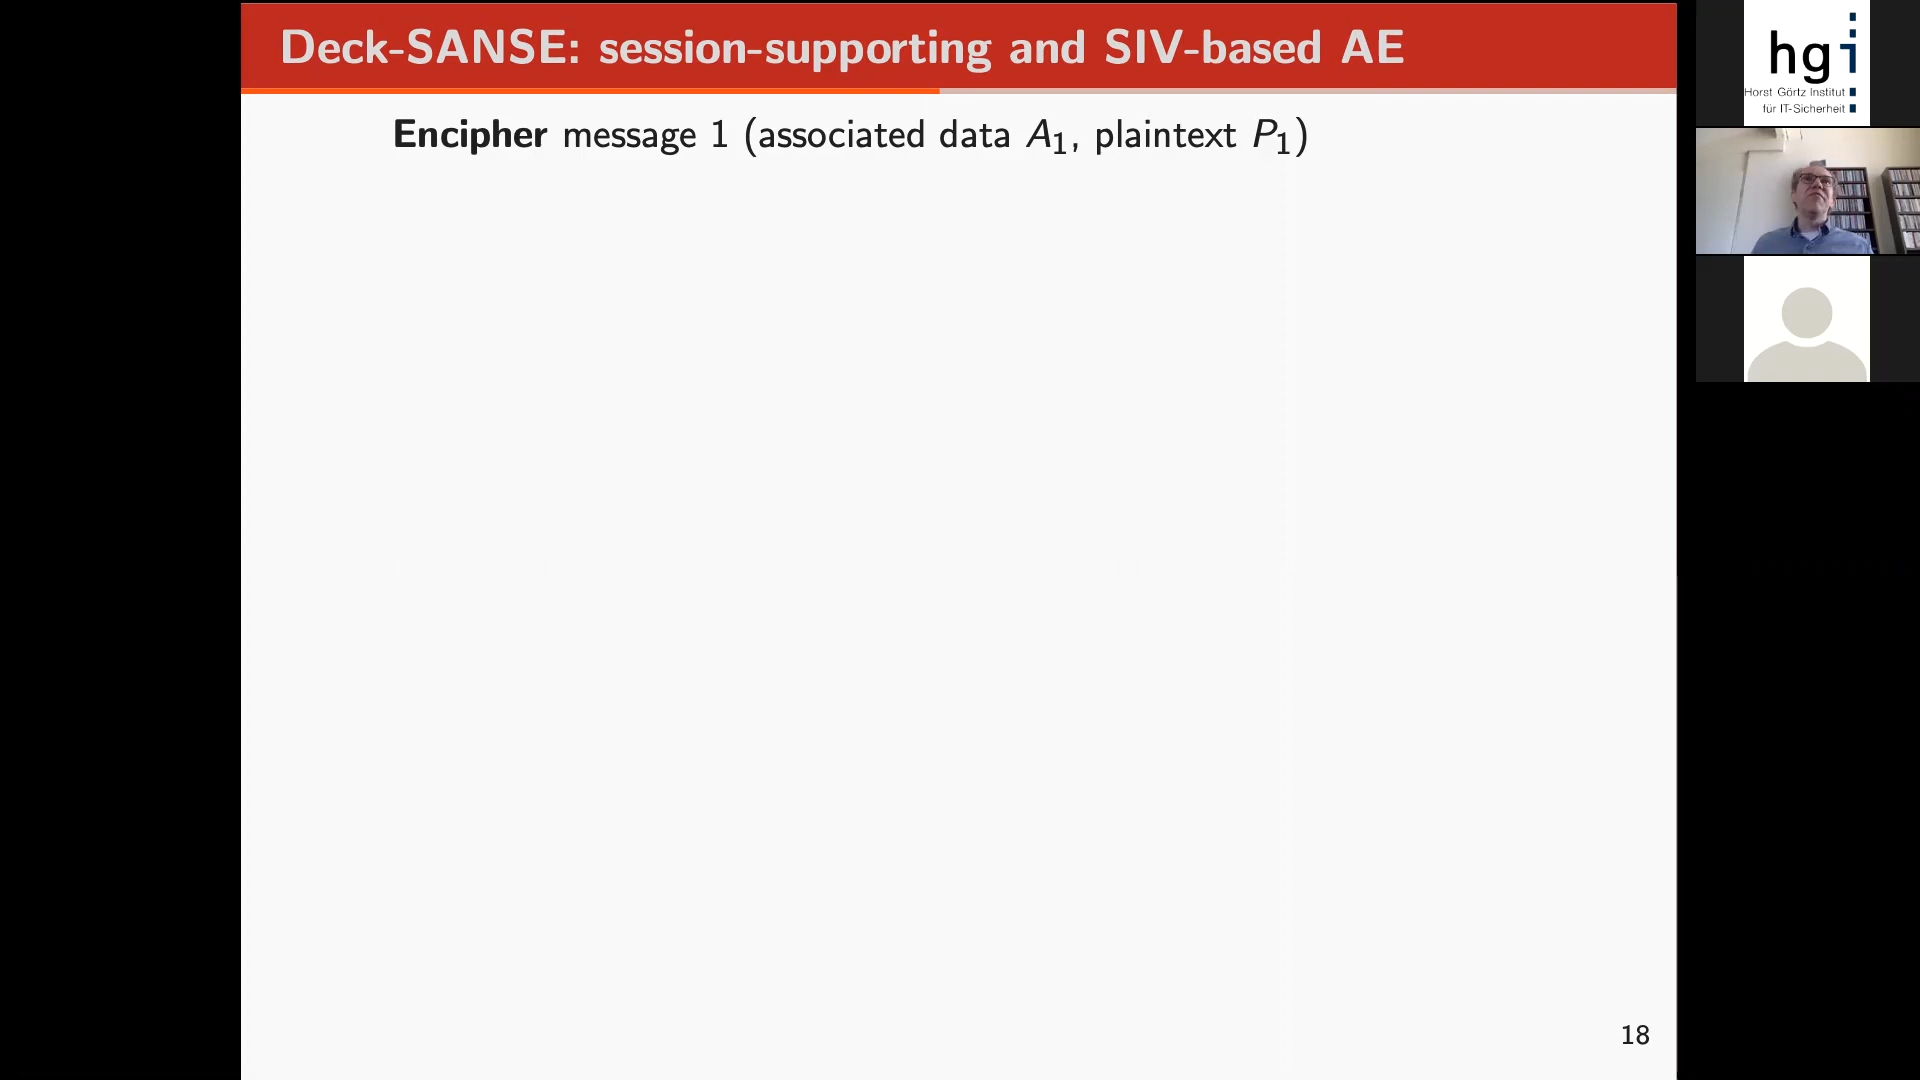 Deck-SANSE: session-supporting and SIV-based AE
Encipher message 1 (associated data A₁, plaintext P₁)
18
hgi
Horst Görtz Institut
für IT-Sicherheit